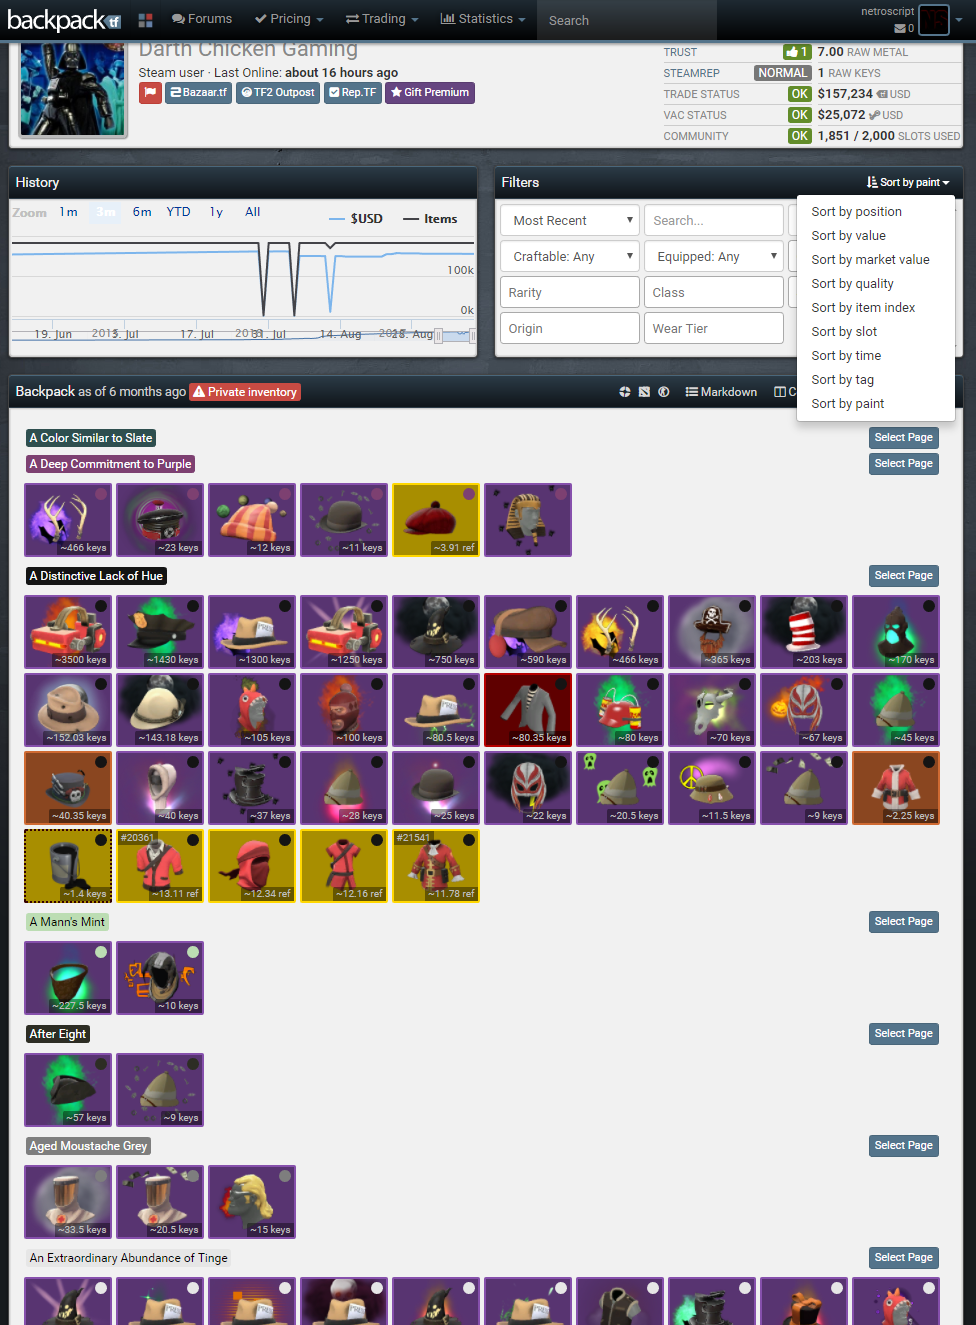 backpack.tf
Forums
Pricing
Trading
Statistics
Search
netroscript
0
Darth Chicken Gaming
Steam user · Last Online: about 16 hours ago
Bazaar.tf
TF2 Outpost
Rep.TF
Gift Premium
TRUST 1
STEAMREP NORMAL
TRADE STATUS OK
VAC STATUS OK
COMMUNITY OK
7.00 RAW METAL
1 RAW KEYS
$157,234 USD
$25,072 USD
1,851 / 2,000 SLOTS USED
History
Zoom 1m 3m 6m YTD 1y All
$USD Items
100k
0k
19. Jun 3. Jul 17. Jul 31. Jul 14. Aug 28. Aug
Filters
Sort by paint
Most Recent
Search...
Craftable: Any
Equipped: Any
Rarity
Class
Origin
Wear Tier
Sort by position
Sort by value
Sort by market value
Sort by quality
Sort by item index
Sort by slot
Sort by time
Sort by tag
Sort by paint
Backpack as of 6 months ago Private inventory
Markdown
C
A Color Similar to Slate Select Page
A Deep Commitment to Purple Select Page
~466 keys ~23 keys ~12 keys ~11 keys ~3.91 ref
A Distinctive Lack of Hue Select Page
~3500 keys ~1430 keys ~1300 keys ~1250 keys ~750 keys ~590 keys ~466 keys ~365 keys ~203 keys ~170 keys
~152.03 keys ~143.18 keys ~105 keys ~100 keys ~80.5 keys ~80.35 keys ~80 keys ~70 keys ~67 keys ~45 keys
~40.35 keys ~40 keys ~37 keys ~28 keys ~25 keys ~22 keys ~20.5 keys ~11.5 keys ~9 keys ~2.25 keys
#20361 #21541
~1.4 keys ~13.11 ref ~12.34 ref ~12.16 ref ~11.78 ref
A Mann's Mint Select Page
~227.5 keys ~10 keys
After Eight Select Page
~57 keys ~9 keys
Aged Moustache Grey Select Page
~33.5 keys ~20.5 keys ~15 keys
An Extraordinary Abundance of Tinge Select Page